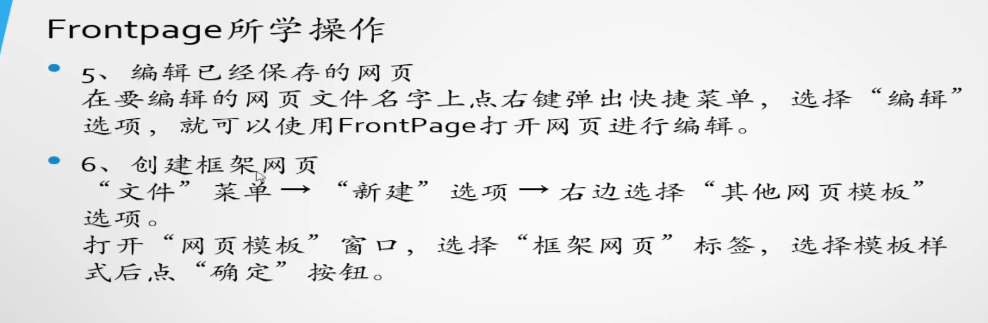 Frontpage所学操作
5、编辑已经保存的网页
在要编辑的网页文件名字上点右键弹出快捷菜单，选择“编辑”
选项，就可以使用FrontPage打开网页进行编辑。
6、创建框架网页
“文件”菜单→“新建”选项→右边选择“其他网页模板”
选项。
打开“网页模板”窗口，选择“框架网页”标签，选择模板样
式后点“确定”按钮。